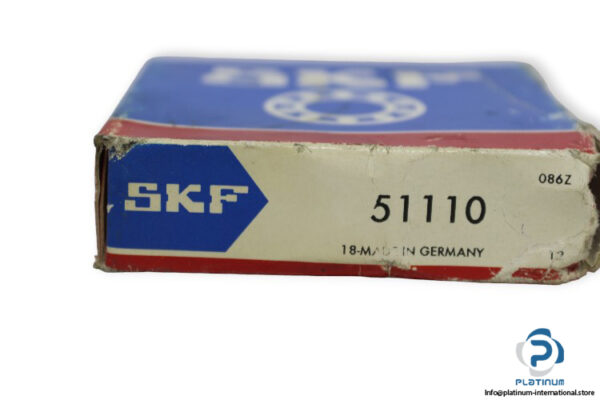 SKF
SKF
51110
086Z
18-MADE IN GERMANY
12
PLATINUM
Info@platinum-international.store